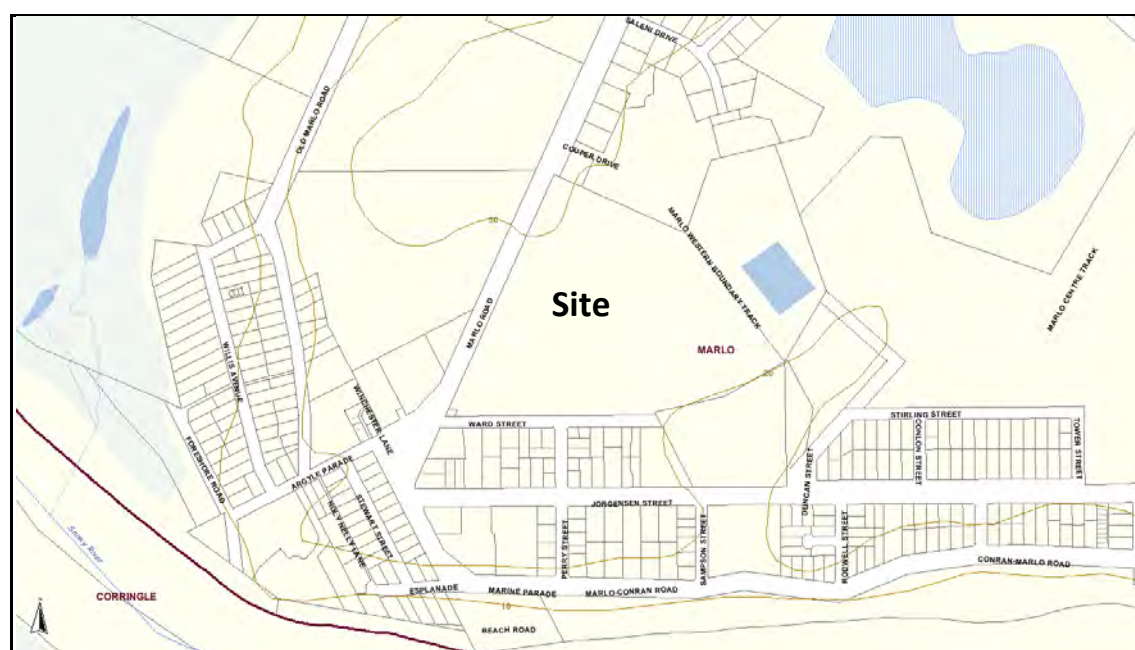 SALENI DRIVE
OLD MARLO ROAD
COUPER DRIVE
20
MARLO WESTERN BOUNDARY TRACK
MARLO CENTRE TRACK
MARLO ROAD
Site
MARLO
20
WILLIS AVENUE
WINCHESTER LANE
FORESHORE ROAD
ARGYLE PARADE
WARD STREET
STIRLING STREET
CONLON STREET
TOWER STREET
DUNCAN STREET
STEWART STREET
HOLY NELLY LANE
JORGENSEN STREET
PERRY STREET
SAMPSON STREET
RODWELL STREET
Snowy River
CONRAN-MARLO ROAD
ESPLANADE
MARINE PARADE
MARLO-CONRAN ROAD
CORRINGLE
10
BEACH ROAD